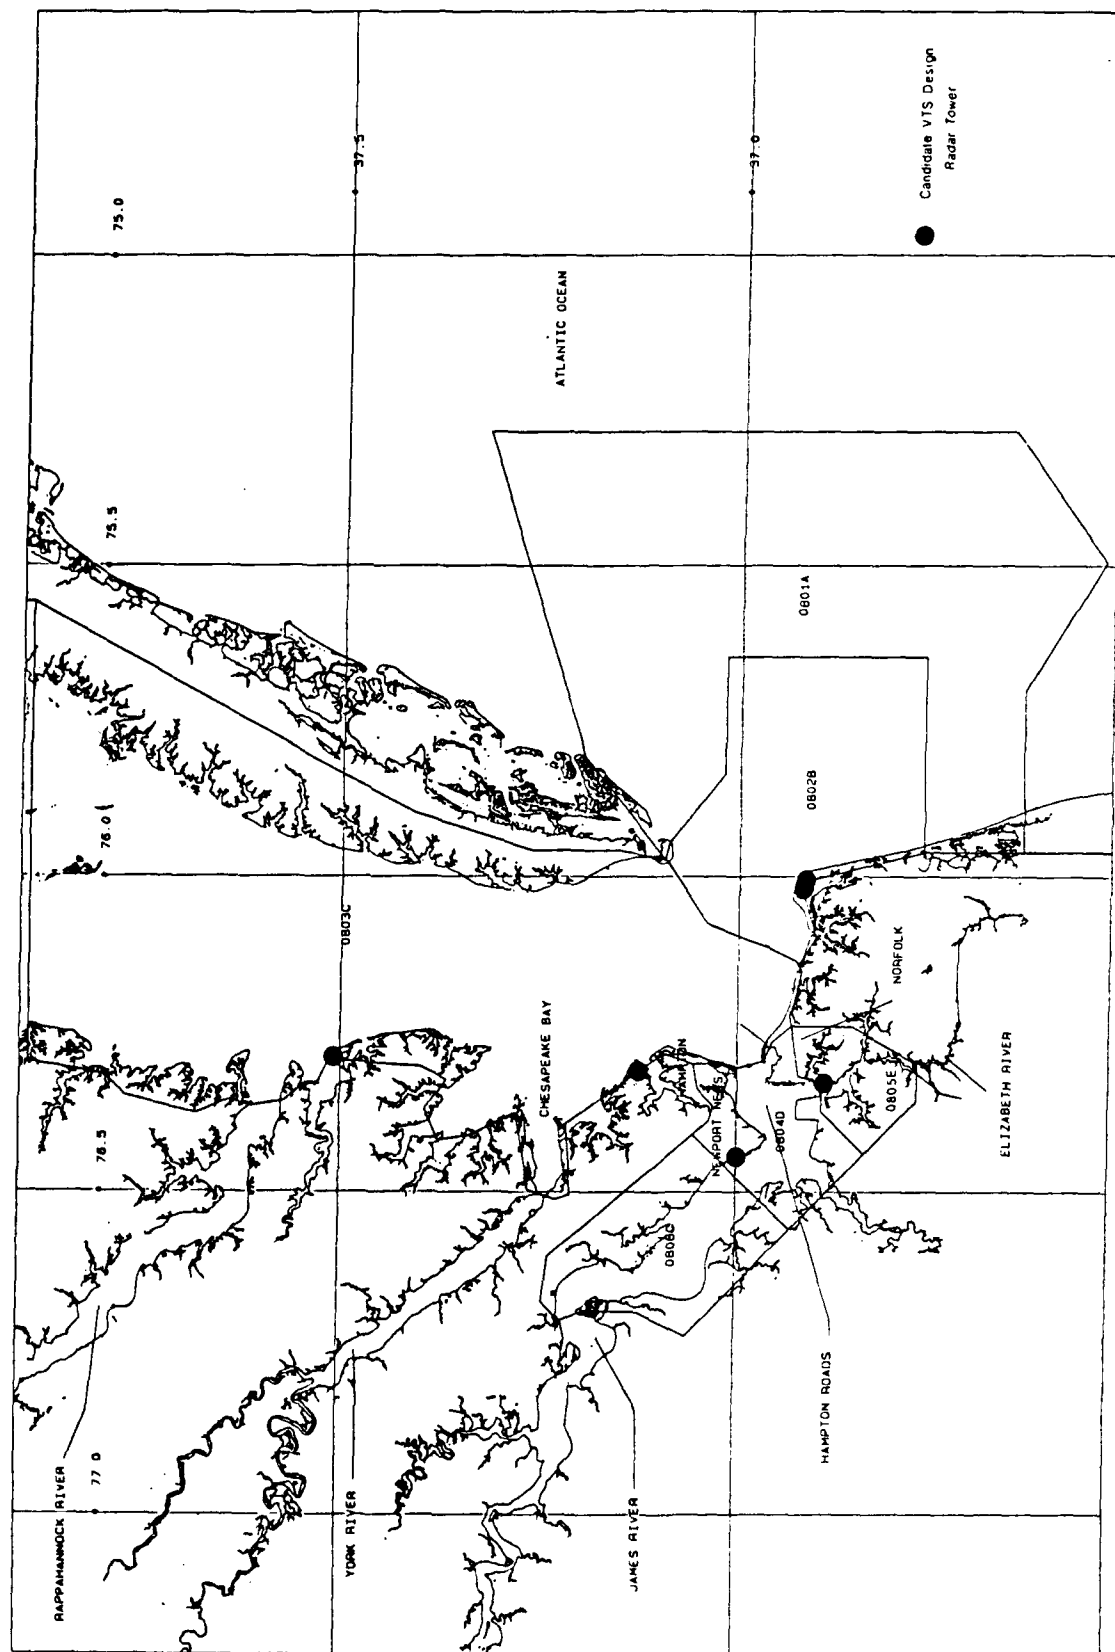 RAPPAHANNOCK RIVER
YORK RIVER
JAMES RIVER
HAMPTON ROADS
ELIZABETH RIVER
CHESAPEAKE BAY
ATLANTIC OCEAN
NORFOLK
HAMPTON
NEWPORT NEWS
77 0
76.5
76.0
75.5
75.0
37.5
37.0
0803C
0802B
0801A
0804D
0805E
Candidate VTS Design
Radar Tower